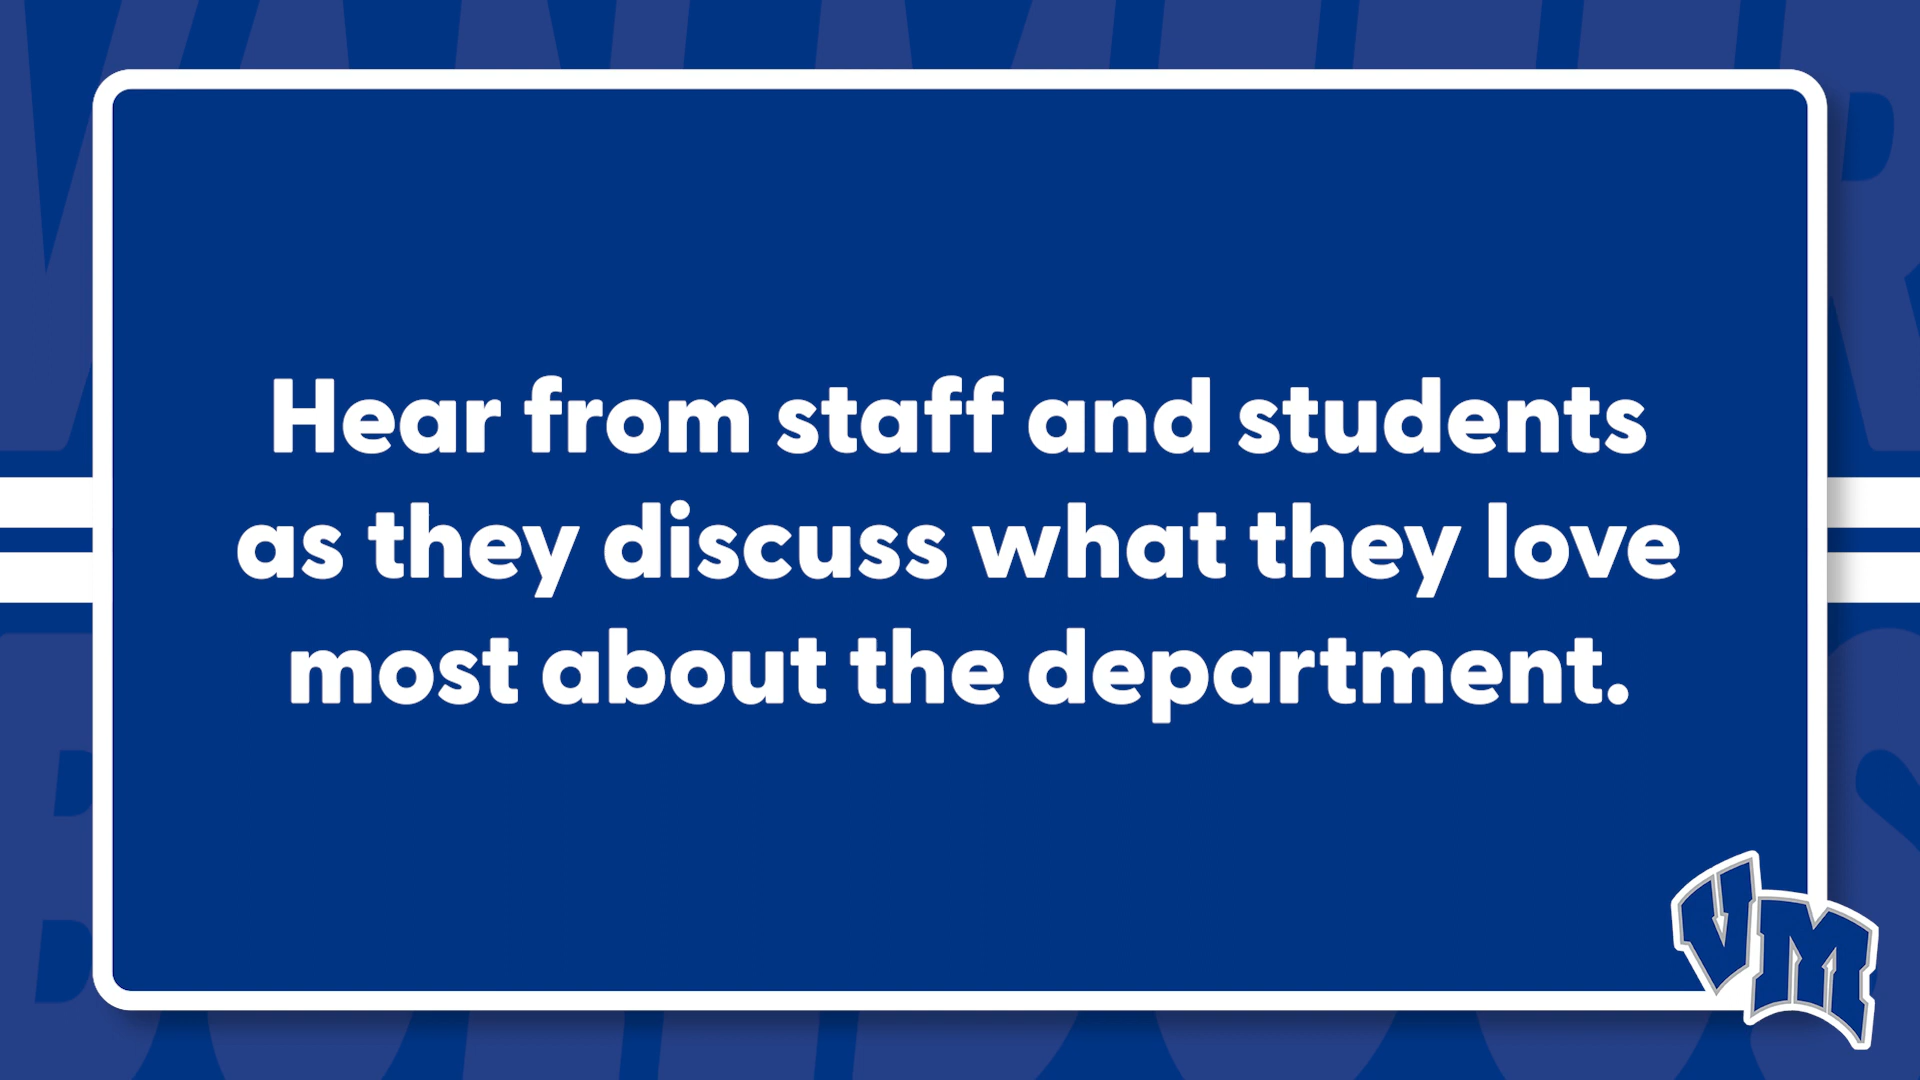 Hear from staff and students
as they discuss what they love
most about the department.
VM